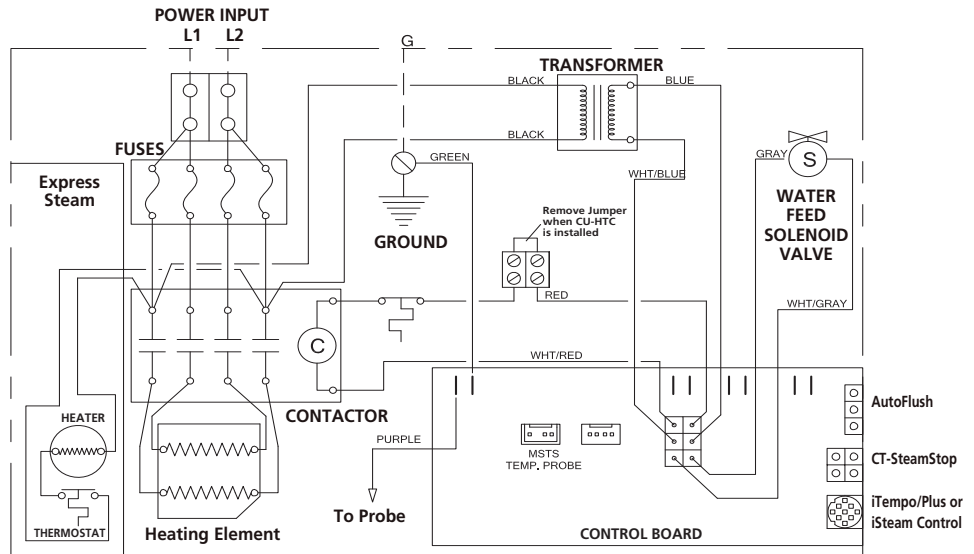 POWER INPUT
L1 L2
G
TRANSFORMER
BLACK
BLUE
BLACK
FUSES
GREEN
GRAY
S
Express
Steam
WHT/BLUE
WATER
FEED
SOLENOID
VALVE
Remove Jumper
when CU-HTC
is installed
GROUND
RED
WHT/GRAY
C
WHT/RED
CONTACTOR
HEATER
PURPLE
MSTS
TEMP. PROBE
AutoFlush
CT-SteamStop
To Probe
THERMOSTAT
Heating Element
CONTROL BOARD
iTempo/Plus or
iSteam Control